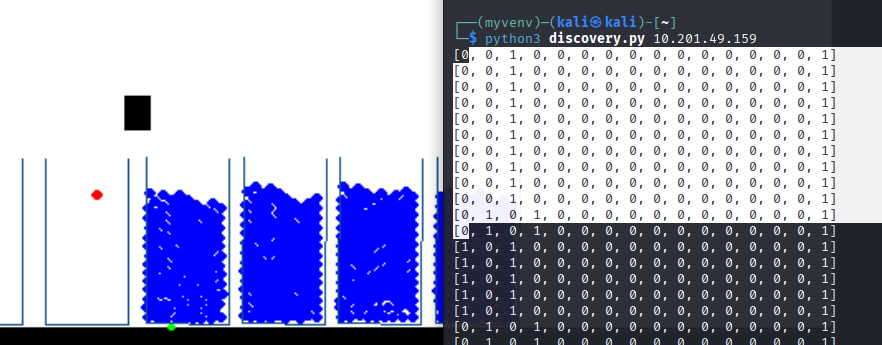 ┌──(myvenv)─(kali㉿kali)-[~]
└─$ python3 discovery.py 10.201.49.159
[0, 0, 1, 0, 0, 0, 0, 0, 0, 0, 0, 0, 0, 0, 0, 1]
[0, 0, 1, 0, 0, 0, 0, 0, 0, 0, 0, 0, 0, 0, 0, 1]
[0, 0, 1, 0, 0, 0, 0, 0, 0, 0, 0, 0, 0, 0, 0, 1]
[0, 0, 1, 0, 0, 0, 0, 0, 0, 0, 0, 0, 0, 0, 0, 1]
[0, 0, 1, 0, 0, 0, 0, 0, 0, 0, 0, 0, 0, 0, 0, 1]
[0, 0, 1, 0, 0, 0, 0, 0, 0, 0, 0, 0, 0, 0, 0, 1]
[0, 0, 1, 0, 0, 0, 0, 0, 0, 0, 0, 0, 0, 0, 0, 1]
[0, 0, 1, 0, 0, 0, 0, 0, 0, 0, 0, 0, 0, 0, 0, 1]
[0, 0, 1, 0, 0, 0, 0, 0, 0, 0, 0, 0, 0, 0, 0, 1]
[0, 0, 1, 0, 0, 0, 0, 0, 0, 0, 0, 0, 0, 0, 0, 1]
[0, 1, 0, 1, 0, 0, 0, 0, 0, 0, 0, 0, 0, 0, 0, 1]
[0, 1, 0, 1, 0, 0, 0, 0, 0, 0, 0, 0, 0, 0, 0, 1]
[1, 0, 1, 0, 0, 0, 0, 0, 0, 0, 0, 0, 0, 0, 0, 1]
[1, 0, 1, 0, 0, 0, 0, 0, 0, 0, 0, 0, 0, 0, 0, 1]
[1, 0, 1, 0, 0, 0, 0, 0, 0, 0, 0, 0, 0, 0, 0, 1]
[1, 0, 1, 0, 0, 0, 0, 0, 0, 0, 0, 0, 0, 0, 0, 1]
[1, 0, 1, 0, 0, 0, 0, 0, 0, 0, 0, 0, 0, 0, 0, 1]
[0, 1, 0, 1, 0, 0, 0, 0, 0, 0, 0, 0, 0, 0, 0, 1]
[0, 1, 0, 1, 0, 0, 0, 0, 0, 0, 0, 0, 0, 0, 0, 1]